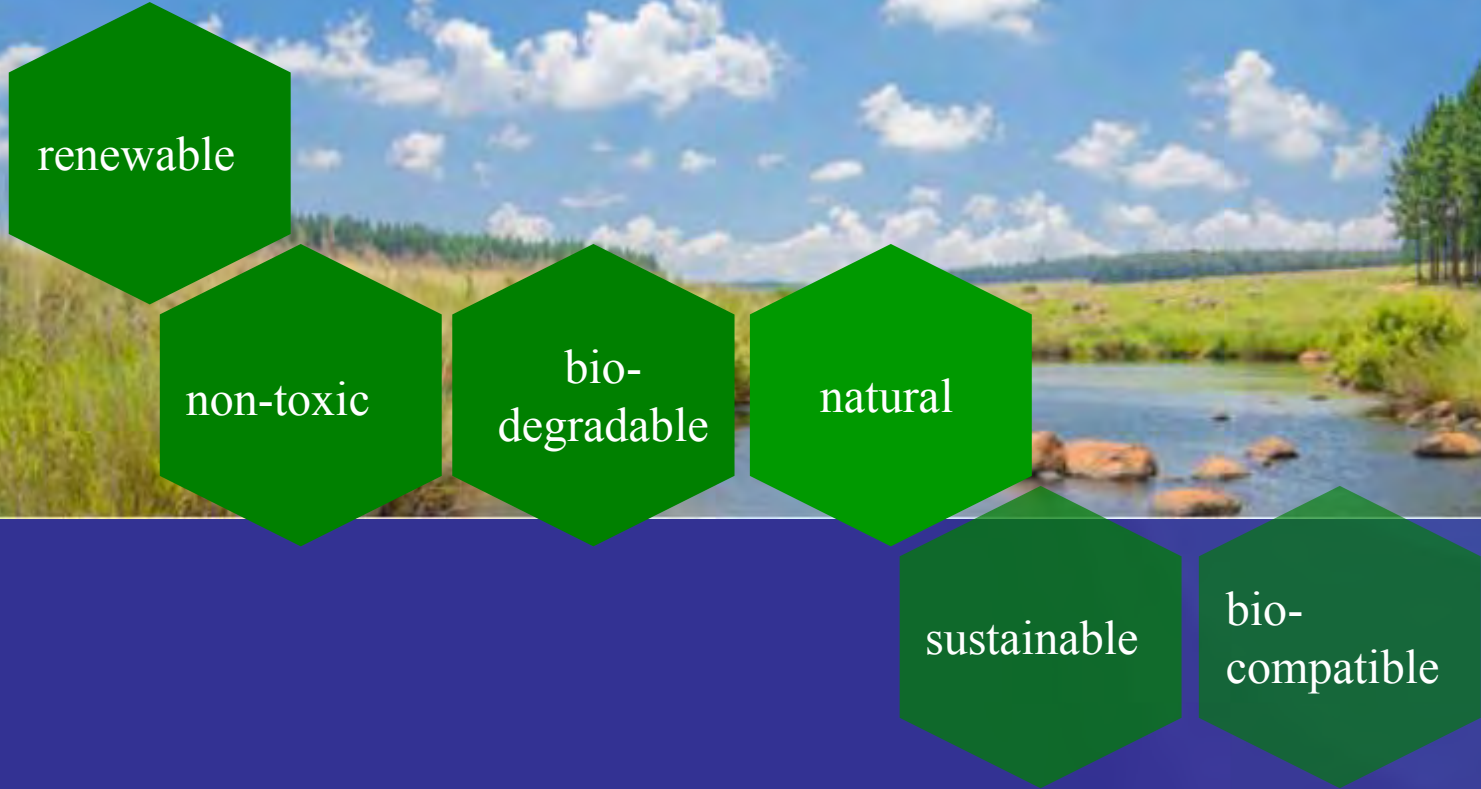 renewable
non-toxic
bio-
degradable
natural
sustainable
bio-
compatible